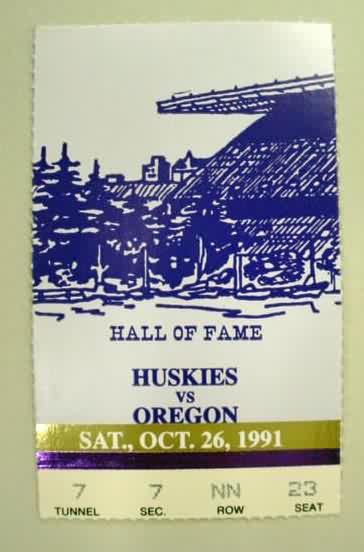 HALL OF FAME
HUSKIES
VS
OREGON
SAT., OCT. 26, 1991
7 7 NN 23
TUNNEL SEC. ROW SEAT